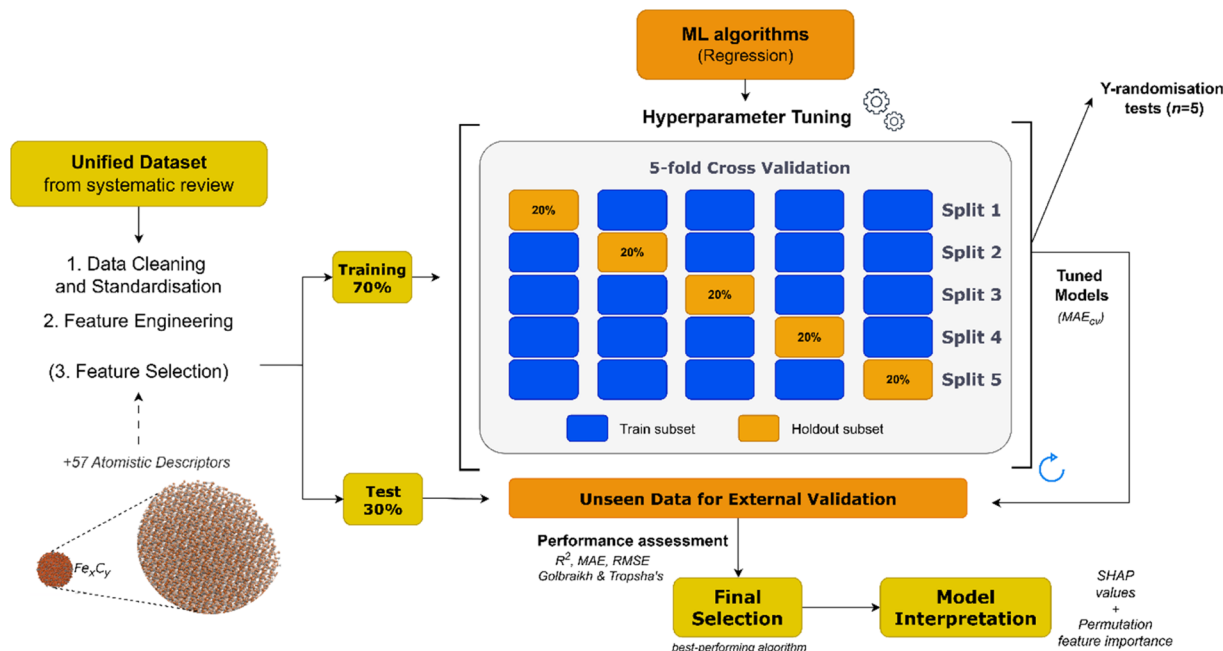 ML algorithms
(Regression)
Hyperparameter Tuning
Y-randomisation
tests (n=5)
Unified Dataset
from systematic review
1. Data Cleaning
and Standardisation
2. Feature Engineering
(3. Feature Selection)
+57 Atomistic Descriptors
FexCy
Training
70%
Test
30%
5-fold Cross Validation
20%
Split 1
20%
Split 2
20%
Split 3
20%
Split 4
20%
Split 5
Train subset
Holdout subset
Tuned
Models
(MAEcv)
Unseen Data for External Validation
Performance assessment
R², MAE, RMSE
Golbraikh & Tropsha's
Final
Selection
best-performing algorithm
Model
Interpretation
SHAP
values
+
Permutation
feature importance